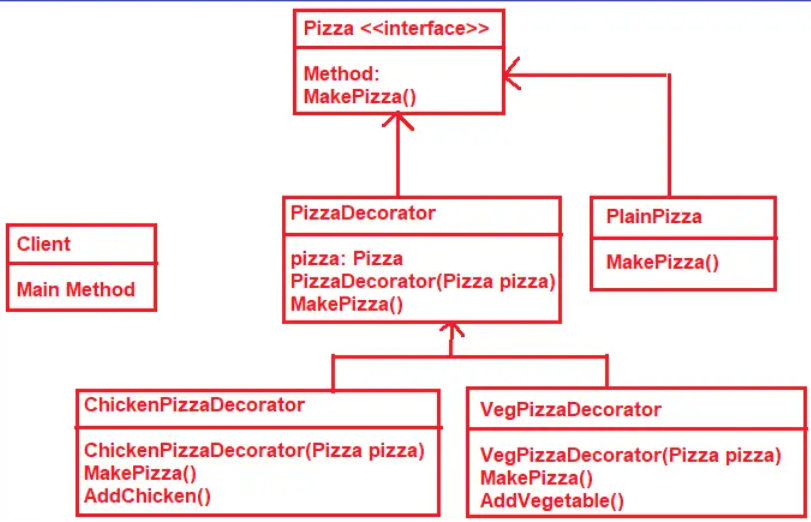 Pizza <<interface>>
Method:
MakePizza()
PizzaDecorator
pizza: Pizza
PizzaDecorator(Pizza pizza)
MakePizza()
PlainPizza
MakePizza()
Client
Main Method
ChickenPizzaDecorator
ChickenPizzaDecorator(Pizza pizza)
MakePizza()
AddChicken()
VegPizzaDecorator
VegPizzaDecorator(Pizza pizza)
MakePizza()
AddVegetable()